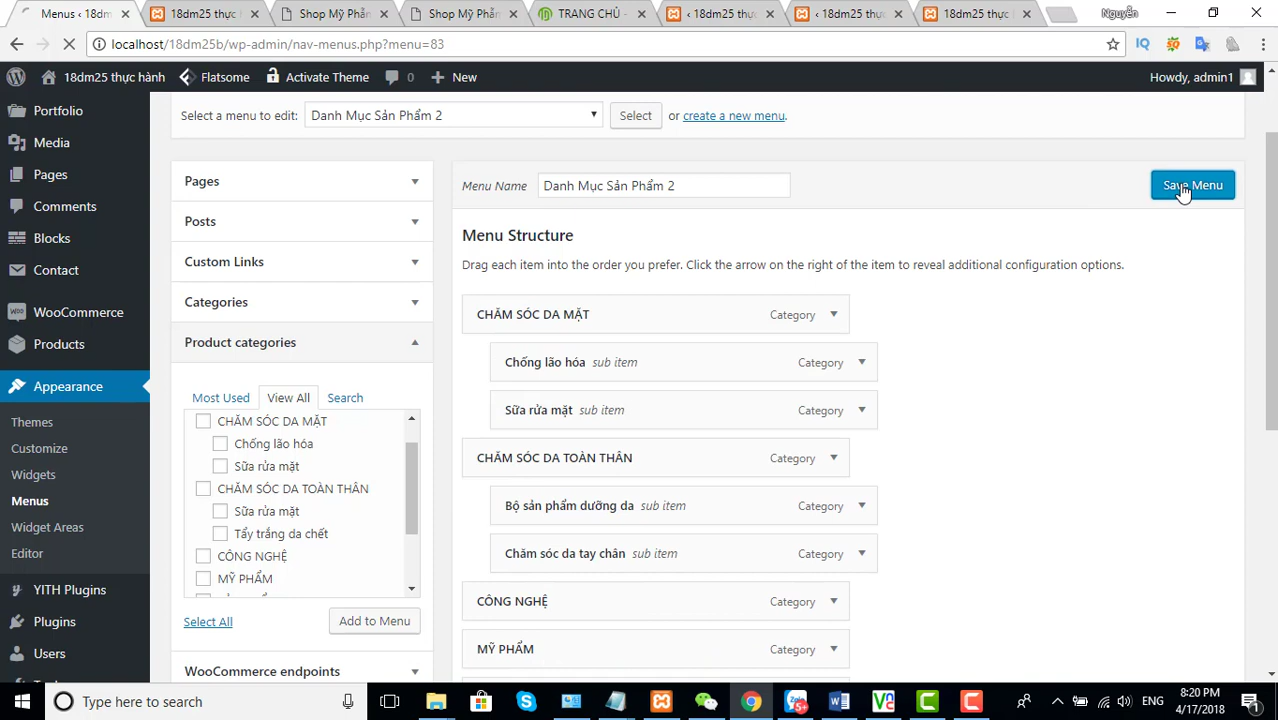 Menus ‹ 18dm
18dm25 thực
Shop Mỹ Phẩn
Shop Mỹ Phẩn
TRANG CHỦ -
‹ 18dm25 thực
‹ 18dm25 thực
18dm25 thực
Nguyễn
localhost/18dm25b/wp-admin/nav-menus.php?menu=83
18dm25 thực hành
Flatsome
Activate Theme
0
New
Howdy, admin1
Portfolio
Media
Pages
Comments
Blocks
Contact
WooCommerce
Products
Appearance
Themes
Customize
Widgets
Menus
Widget Areas
Editor
YITH Plugins
Plugins
Users
Select a menu to edit: Danh Mục Sản Phẩm 2 Select or create a new menu.
Pages
Posts
Custom Links
Categories
Product categories
Most Used View All Search
CHĂM SÓC DA MẶT
Chống lão hóa
Sữa rửa mặt
CHĂM SÓC DA TOÀN THÂN
Sữa rửa mặt
Tẩy trắng da chết
CÔNG NGHỆ
MỸ PHẨM
Select All Add to Menu
WooCommerce endpoints
Menu Name Danh Mục Sản Phẩm 2 Save Menu
Menu Structure
Drag each item into the order you prefer. Click the arrow on the right of the item to reveal additional configuration options.
CHĂM SÓC DA MẶT Category
Chống lão hóa sub item Category
Sữa rửa mặt sub item Category
CHĂM SÓC DA TOÀN THÂN Category
Bộ sản phẩm dưỡng da sub item Category
Chăm sóc da tay chân sub item Category
CÔNG NGHỆ Category
MỸ PHẨM Category
Type here to search
ENG
8:20 PM
4/17/2018